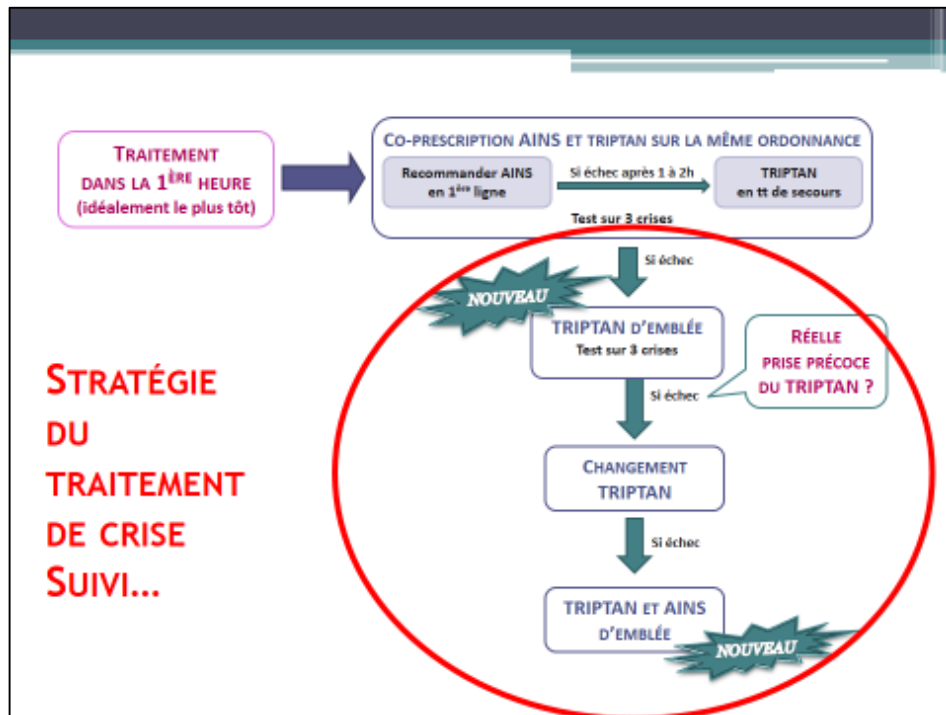 TRAITEMENT
DANS LA 1ÈRE HEURE
(idéalement le plus tôt)
CO-PRESCRIPTION AINS ET TRIPTAN SUR LA MÊME ORDONNANCE
Recommander AINS
en 1ère ligne
Si échec après 1 à 2h
TRIPTAN
en tt de secours
Test sur 3 crises
Si échec
NOUVEAU
TRIPTAN D'EMBLÉE
Test sur 3 crises
RÉELLE
PRISE PRÉCOCE
DU TRIPTAN ?
Si échec
STRATÉGIE
DU
TRAITEMENT
DE CRISE
SUIVI...
CHANGEMENT
TRIPTAN
Si échec
TRIPTAN ET AINS
D'EMBLÉE
NOUVEAU